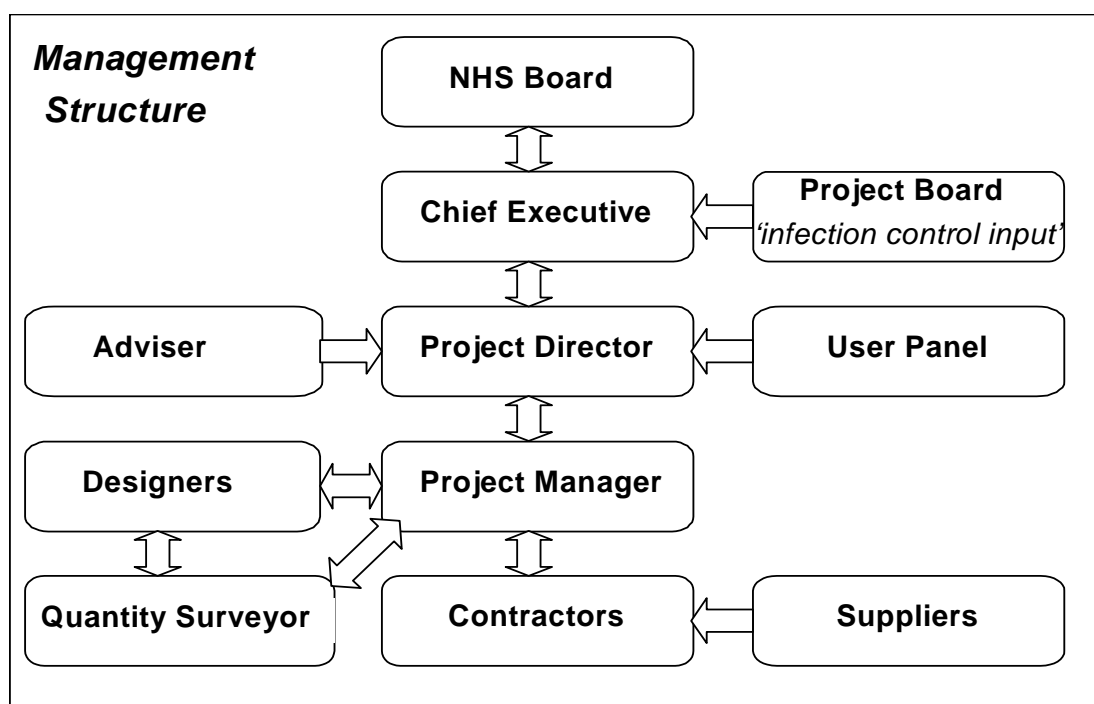 Management
Structure
NHS Board
Chief Executive
Project Board
‘infection control input’
Adviser
Project Director
User Panel
Designers
Project Manager
Quantity Surveyor
Contractors
Suppliers